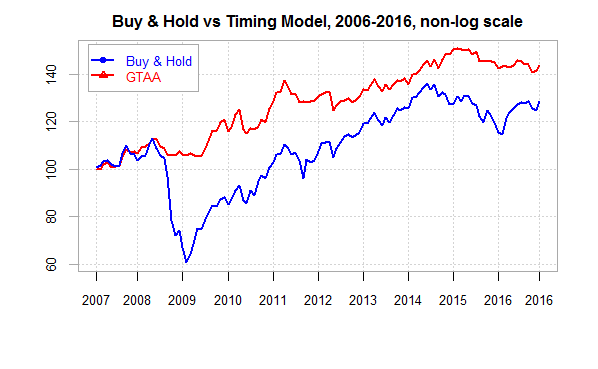 Buy & Hold vs Timing Model, 2006-2016, non-log scale
Buy & Hold
GTAA
140
120
100
80
60
2007 2008 2009 2010 2011 2012 2013 2014 2015 2016 2016